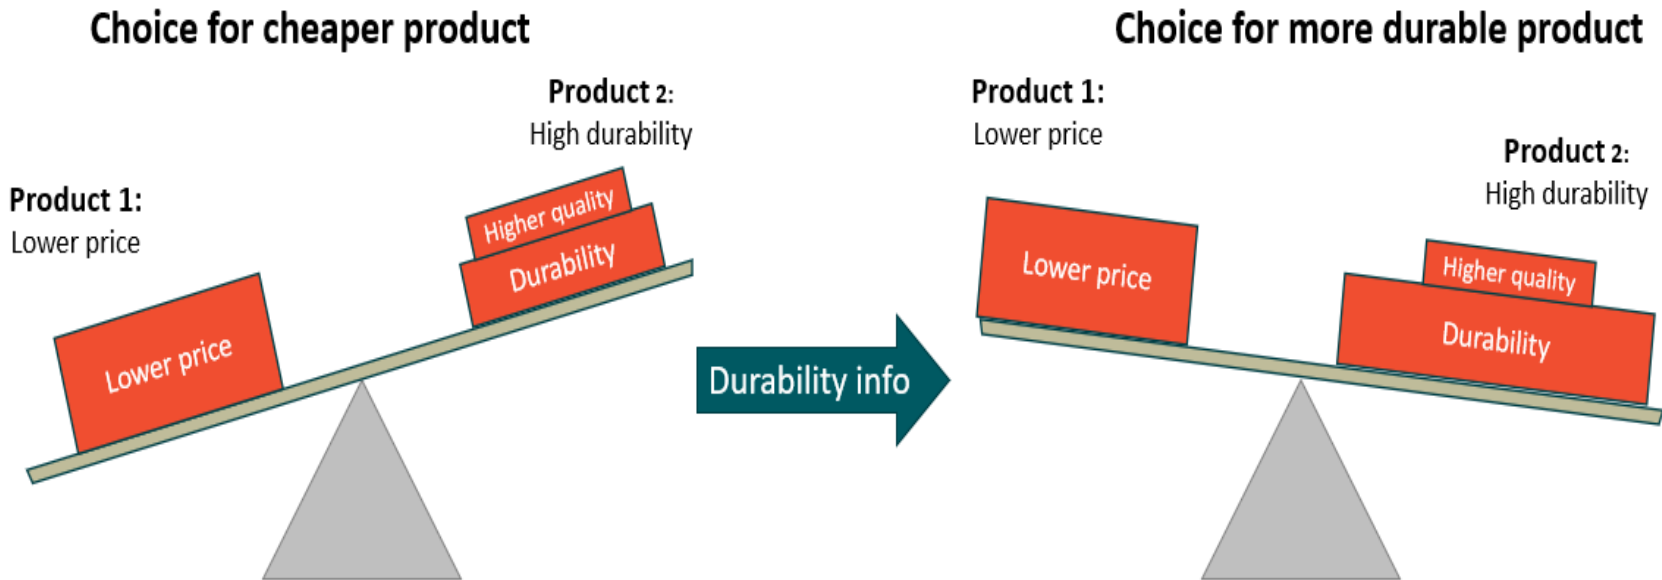 Choice for cheaper product
Product 2:
High durability
Product 1:
Lower price
Higher quality
Durability
Lower price
Durability info
Choice for more durable product
Product 1:
Lower price
Product 2:
High durability
Lower price
Higher quality
Durability